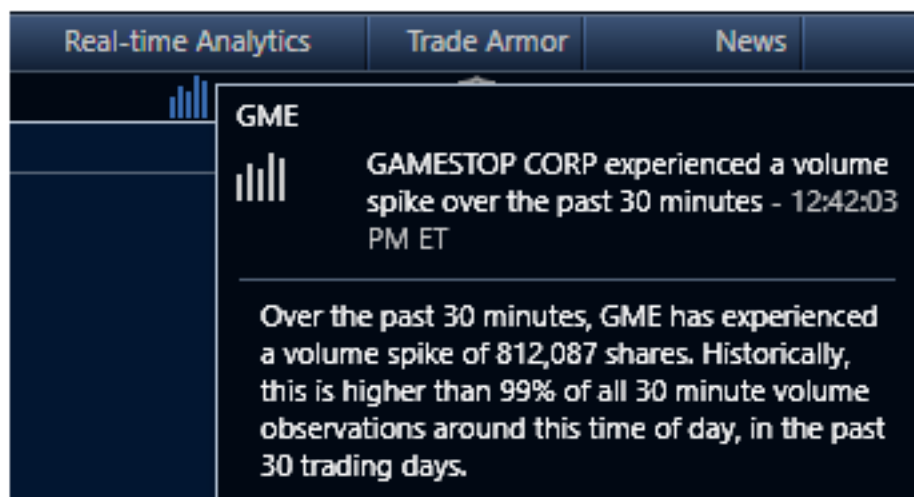 Real-time Analytics Trade Armor News
GME
GAMESTOP CORP experienced a volume
spike over the past 30 minutes - 12:42:03
PM ET
Over the past 30 minutes, GME has experienced
a volume spike of 812,087 shares. Historically,
this is higher than 99% of all 30 minute volume
observations around this time of day, in the past
30 trading days.